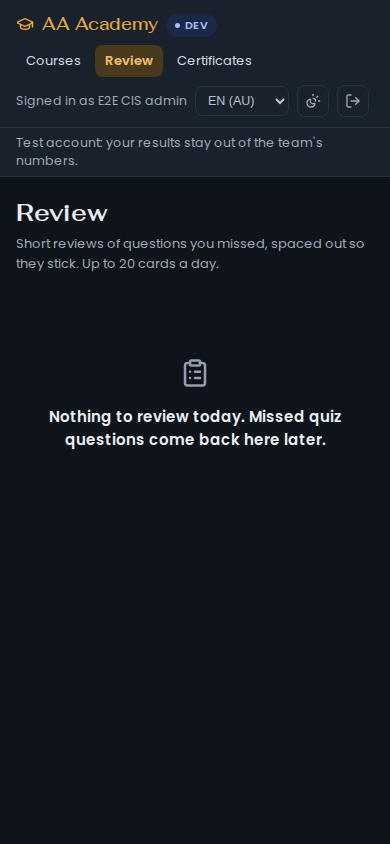 AA Academy
DEV
Courses
Review
Certificates
Signed in as E2E CIS admin
EN (AU)
Test account: your results stay out of the team's
numbers.
Review
Short reviews of questions you missed, spaced out so
they stick. Up to 20 cards a day.
Nothing to review today. Missed quiz
questions come back here later.